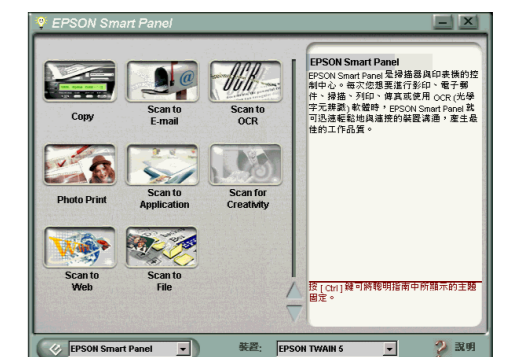 EPSON Smart Panel
Copy
Scan to
E-mail
Scan to
OCR
Photo Print
Scan to
Application
Scan for
Creativity
Scan to
Web
Scan to
File
EPSON Smart Panel
EPSON Smart Panel 是掃描器與印表機的控
制中心。每次您想要進行影印、電子郵
件、掃描、列印、傳真或使用 OCR (光學
字元辨識) 軟體時，EPSON Smart Panel 就
可迅速輕鬆地與連接的裝置溝通，產生最
佳的工作品質。
按 [ Ctrl ] 鍵可將聰明指南中所顯示的主題
固定。
EPSON Smart Panel
裝置:
EPSON TWAIN 5
說明